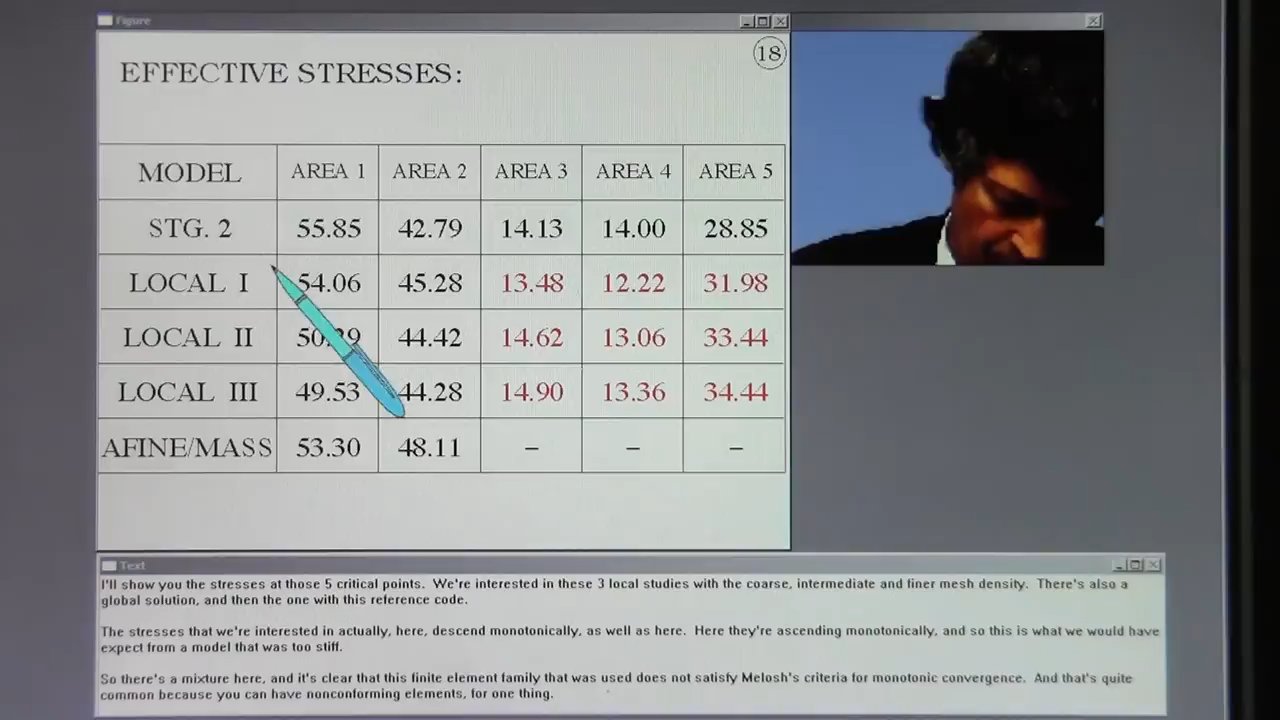 Figure
18
EFFECTIVE STRESSES:
MODEL AREA 1 AREA 2 AREA 3 AREA 4 AREA 5
STG. 2 55.85 42.79 14.13 14.00 28.85
LOCAL I 54.06 45.28 13.48 12.22 31.98
LOCAL II 44.42 14.62 13.06 33.44
LOCAL III 49.53 44.28 14.90 13.36 34.44
AFINE/MASS 53.30 48.11 – – –
Text
I'll show you the stresses at those 5 critical points. We're interested in these 3 local studies with the coarse, intermediate and finer mesh density. There's also a
global solution, and then the one with this reference code.
The stresses that we're interested in actually, here, descend monotonically, as well as here. Here they're ascending monotonically, and so this is what we would have
expect from a model that was too stiff.
So there's a mixture here, and it's clear that this finite element family that was used does not satisfy Melosh's criteria for monotonic convergence. And that's quite
common because you can have nonconforming elements, for one thing.